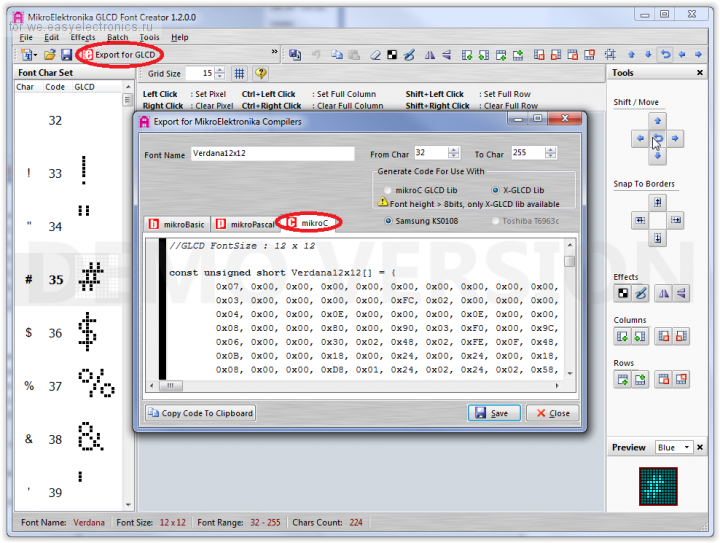 MikroElektronika GLCD Font Creator 1.2.0.0
for we.easyelectronics.ru
File Edit Effects Batch Tools Help
Export for GLCD
Font Char Set
Char Code GLCD
32
! 33
" 34
# 35
$ 36
% 37
& 38
' 39
Grid Size 15
Left Click : Set Pixel Ctrl+Left Click : Set Full Column Shift+Left Click : Set Full Row
Right Click : Clear Pixel Ctrl+Right Click : Clear Full Column Shift+Right Click : Clear Full Row
Export for MikroElektronika Compilers
Font Name Verdana12x12 From Char 32 To Char 255
Generate Code For Use With
mikroC GLCD Lib X-GLCD Lib
Font height > 8bits, only X-GLCD lib available
Samsung KS0108 Toshiba T6963c
mikroBasic mikroPascal mikroC
//GLCD FontSize : 12 x 12
const unsigned short Verdana12x12[] = {
0x07, 0x00, 0x00, 0x00, 0x00, 0x00, 0x00, 0x00, 0x00,
0x03, 0x00, 0x00, 0x00, 0x00, 0xFC, 0x02, 0x00, 0x00,
0x04, 0x00, 0x00, 0x0E, 0x00, 0x00, 0x00, 0x0E, 0x00,
0x08, 0x00, 0x00, 0x80, 0x00, 0x90, 0x03, 0xF0, 0x00,
0x06, 0x00, 0x00, 0x30, 0x02, 0x48, 0x02, 0xFE, 0x0F,
0x0B, 0x00, 0x00, 0x18, 0x00, 0x24, 0x00, 0x24, 0x00,
0x08, 0x00, 0x00, 0xD8, 0x01, 0x24, 0x02, 0x24, 0x02,
0x00,
0x00,
0x00,
0x9C,
0x48,
0x18,
0x58,
Copy Code To Clipboard Save Close
DEMO VERSION
Tools
Shift / Move
Snap To Borders
Effects
Columns
Rows
Preview Blue
Font Name: Verdana Font Size: 12 x 12 Font Range: 32 - 255 Chars Count: 224